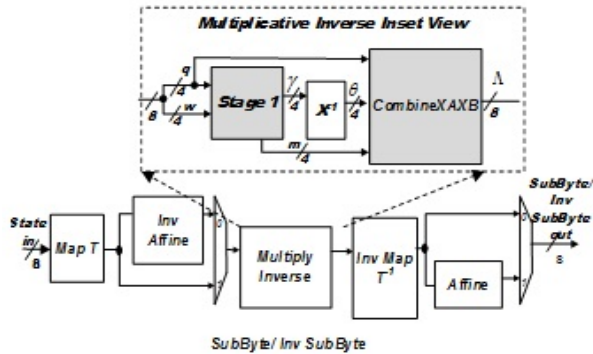 Multiplicative Inverse Inset View
q
4
w
4
8
Stage 1
γ
4
X-1
θ
4
m
4
CombineXAXB
Λ
8
State
in
8
Map T
Inv
Affine
0
1
Multiply
Inverse
Inv Map
T1
Affine
0
1
SubByte/
Inv
SubByte
out
8
SubByte/ Inv SubByte